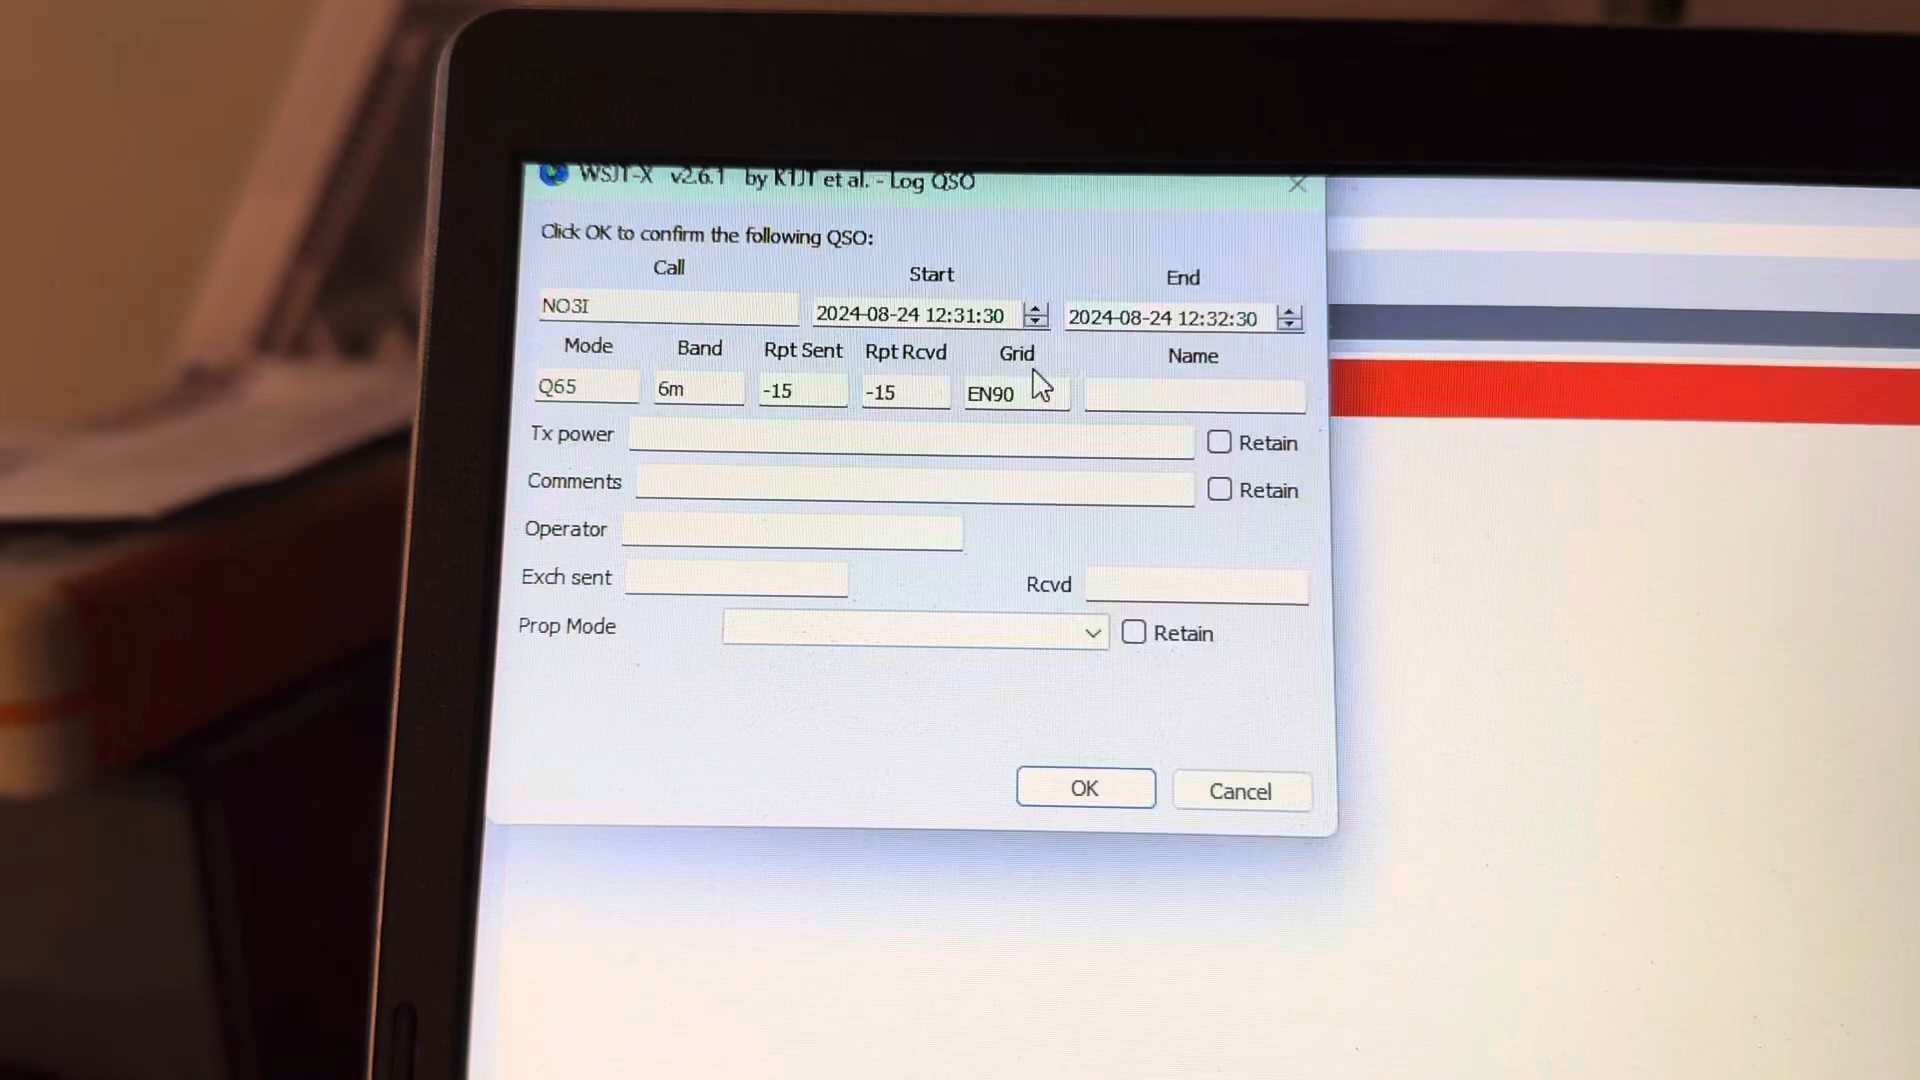 WSJT-X v2.6.1 by K1JT et al. - Log QSO
Click OK to confirm the following QSO:
Call Start End
NO3I 2024-08-24 12:31:30 2024-08-24 12:32:30
Mode Band Rpt Sent Rpt Rcvd Grid Name
Q65 6m -15 -15 EN90
Tx power Retain
Comments Retain
Operator
Exch sent Rcvd
Prop Mode Retain
OK Cancel